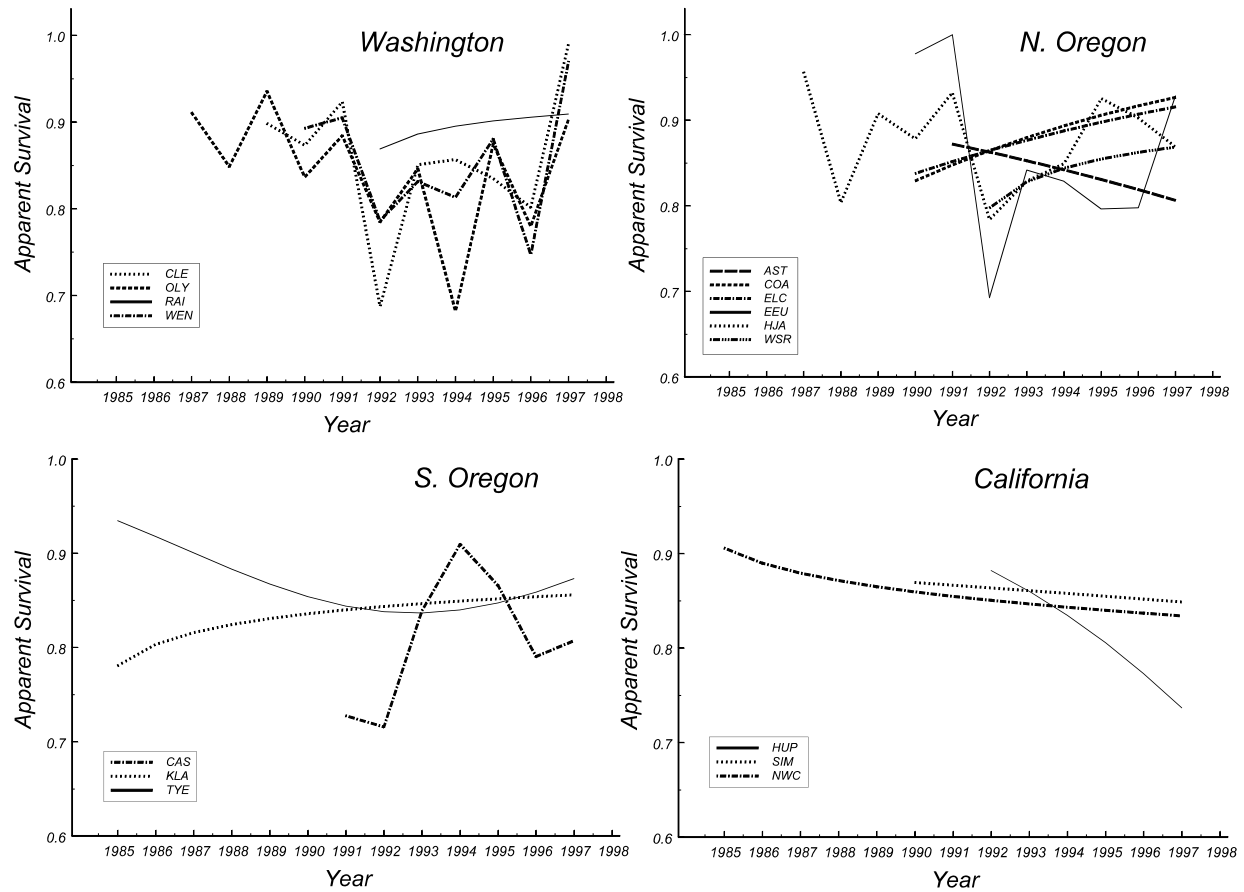 Washington
Apparent Survival
1.0
0.9
0.8
0.7
0.6
CLE
OLY
RAI
WEN
1985 1986 1987 1988 1989 1990 1991 1992 1993 1994 1995 1996 1997 1998
Year
N. Oregon
Apparent Survival
1.0
0.9
0.8
0.7
0.6
AST
COA
ELC
EEU
HJA
WSR
1985 1986 1987 1988 1989 1990 1991 1992 1993 1994 1995 1996 1997 1998
Year
S. Oregon
Apparent Survival
1.0
0.9
0.8
0.7
0.6
CAS
KLA
TYE
1985 1986 1987 1988 1989 1990 1991 1992 1993 1994 1995 1996 1997 1998
Year
California
Apparent Survival
1.0
0.9
0.8
0.7
0.6
HUP
SIM
NWC
1985 1986 1987 1988 1989 1990 1991 1992 1993 1994 1995 1996 1997 1998
Year